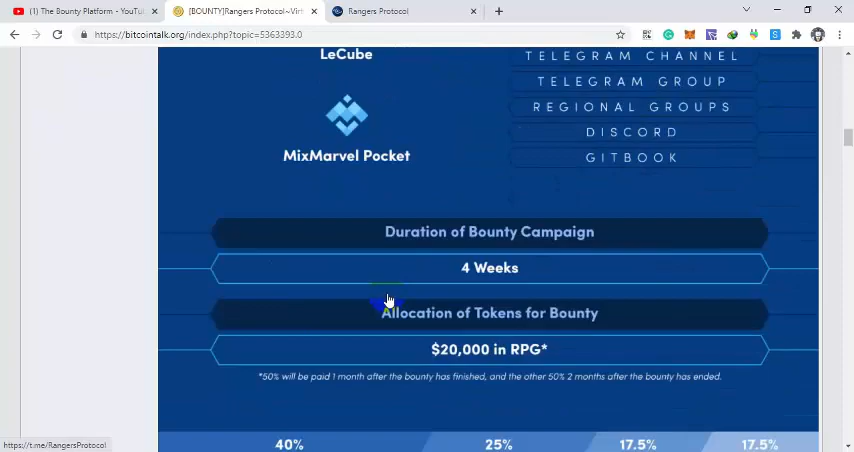 (1) The Bounty Platform - YouTu
[BOUNTY]Rangers Protocol~Virt
Rangers Protocol
https://bitcointalk.org/index.php?topic=5363393.0
LeCube
TELEGRAM CHANNEL
TELEGRAM GROUP
REGIONAL GROUPS
DISCORD
GITBOOK
MixMarvel Pocket
Duration of Bounty Campaign
4 Weeks
Allocation of Tokens for Bounty
$20,000 in RPG*
*50% will be paid 1 month after the bounty has finished, and the other 50% 2 months after the bounty has ended.
https://t.me/RangersProtocol
40%
25%
17.5%
17.5%